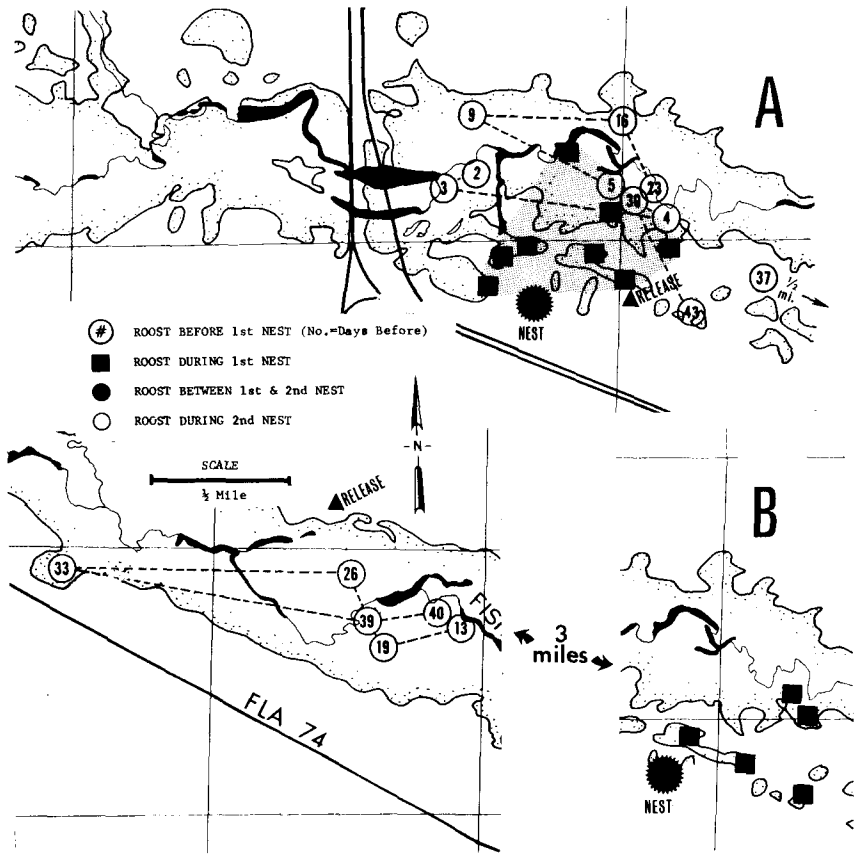 A
9
16
2
3
5
23
38
4
37
½ mi.
RELEASE
43
NEST
# ROOST BEFORE 1st NEST (No.=Days Before)
ROOST DURING 1st NEST
ROOST BETWEEN 1st & 2nd NEST
ROOST DURING 2nd NEST
-N-
SCALE
½ Mile
RELEASE
B
33
26
39
40
13
19
FIS
3
miles
FLA 74
NEST